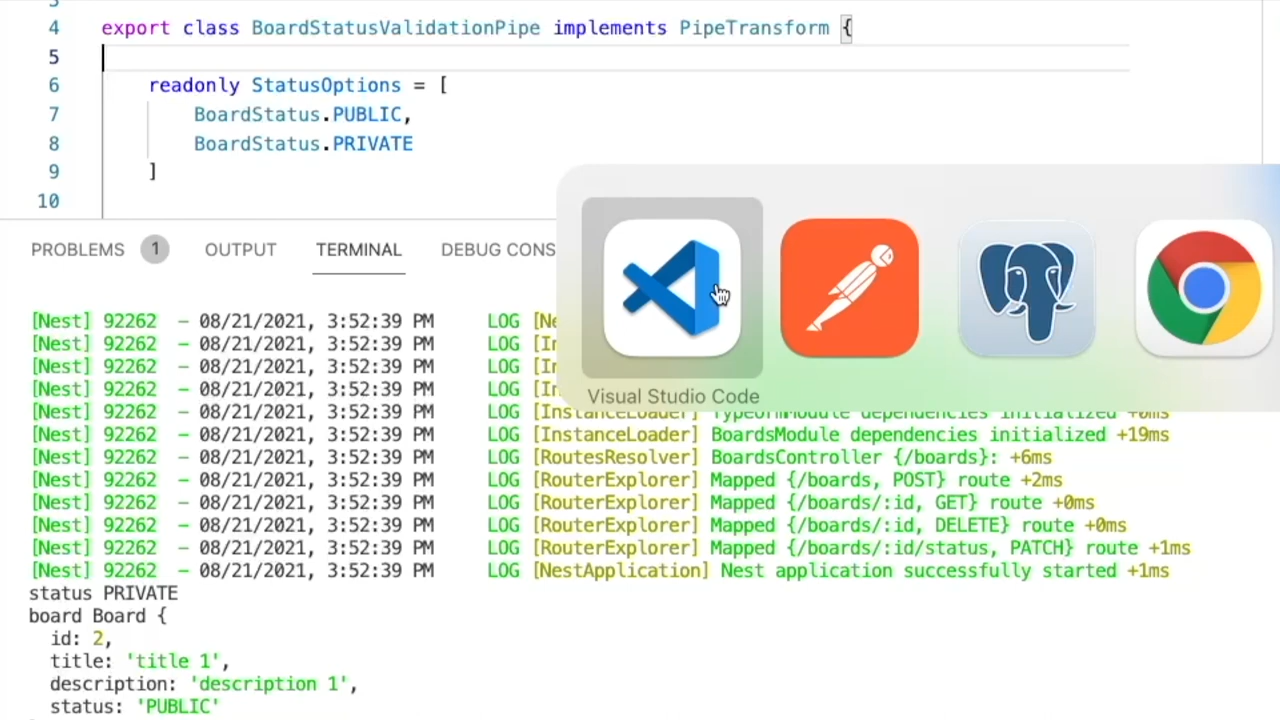 4 export class BoardStatusValidationPipe implements PipeTransform {
5
6 readonly StatusOptions = [
7 BoardStatus.PUBLIC,
8 BoardStatus.PRIVATE
9 ]
10
PROBLEMS 1 OUTPUT TERMINAL DEBUG CONS
Visual Studio Code
[Nest] 92262 - 08/21/2021, 3:52:39 PM LOG [Ne
[Nest] 92262 - 08/21/2021, 3:52:39 PM LOG [In
[Nest] 92262 - 08/21/2021, 3:52:39 PM LOG [In
[Nest] 92262 - 08/21/2021, 3:52:39 PM LOG [In
[Nest] 92262 - 08/21/2021, 3:52:39 PM LOG [InstanceLoader] TypeOrmModule dependencies initialized +0ms
[Nest] 92262 - 08/21/2021, 3:52:39 PM LOG [InstanceLoader] BoardsModule dependencies initialized +19ms
[Nest] 92262 - 08/21/2021, 3:52:39 PM LOG [RoutesResolver] BoardsController {/boards}: +6ms
[Nest] 92262 - 08/21/2021, 3:52:39 PM LOG [RouterExplorer] Mapped {/boards, POST} route +2ms
[Nest] 92262 - 08/21/2021, 3:52:39 PM LOG [RouterExplorer] Mapped {/boards/:id, GET} route +0ms
[Nest] 92262 - 08/21/2021, 3:52:39 PM LOG [RouterExplorer] Mapped {/boards/:id, DELETE} route +0ms
[Nest] 92262 - 08/21/2021, 3:52:39 PM LOG [RouterExplorer] Mapped {/boards/:id/status, PATCH} route +1ms
[Nest] 92262 - 08/21/2021, 3:52:39 PM LOG [NestApplication] Nest application successfully started +1ms
status PRIVATE
board Board {
id: 2,
title: 'title 1',
description: 'description 1',
status: 'PUBLIC'